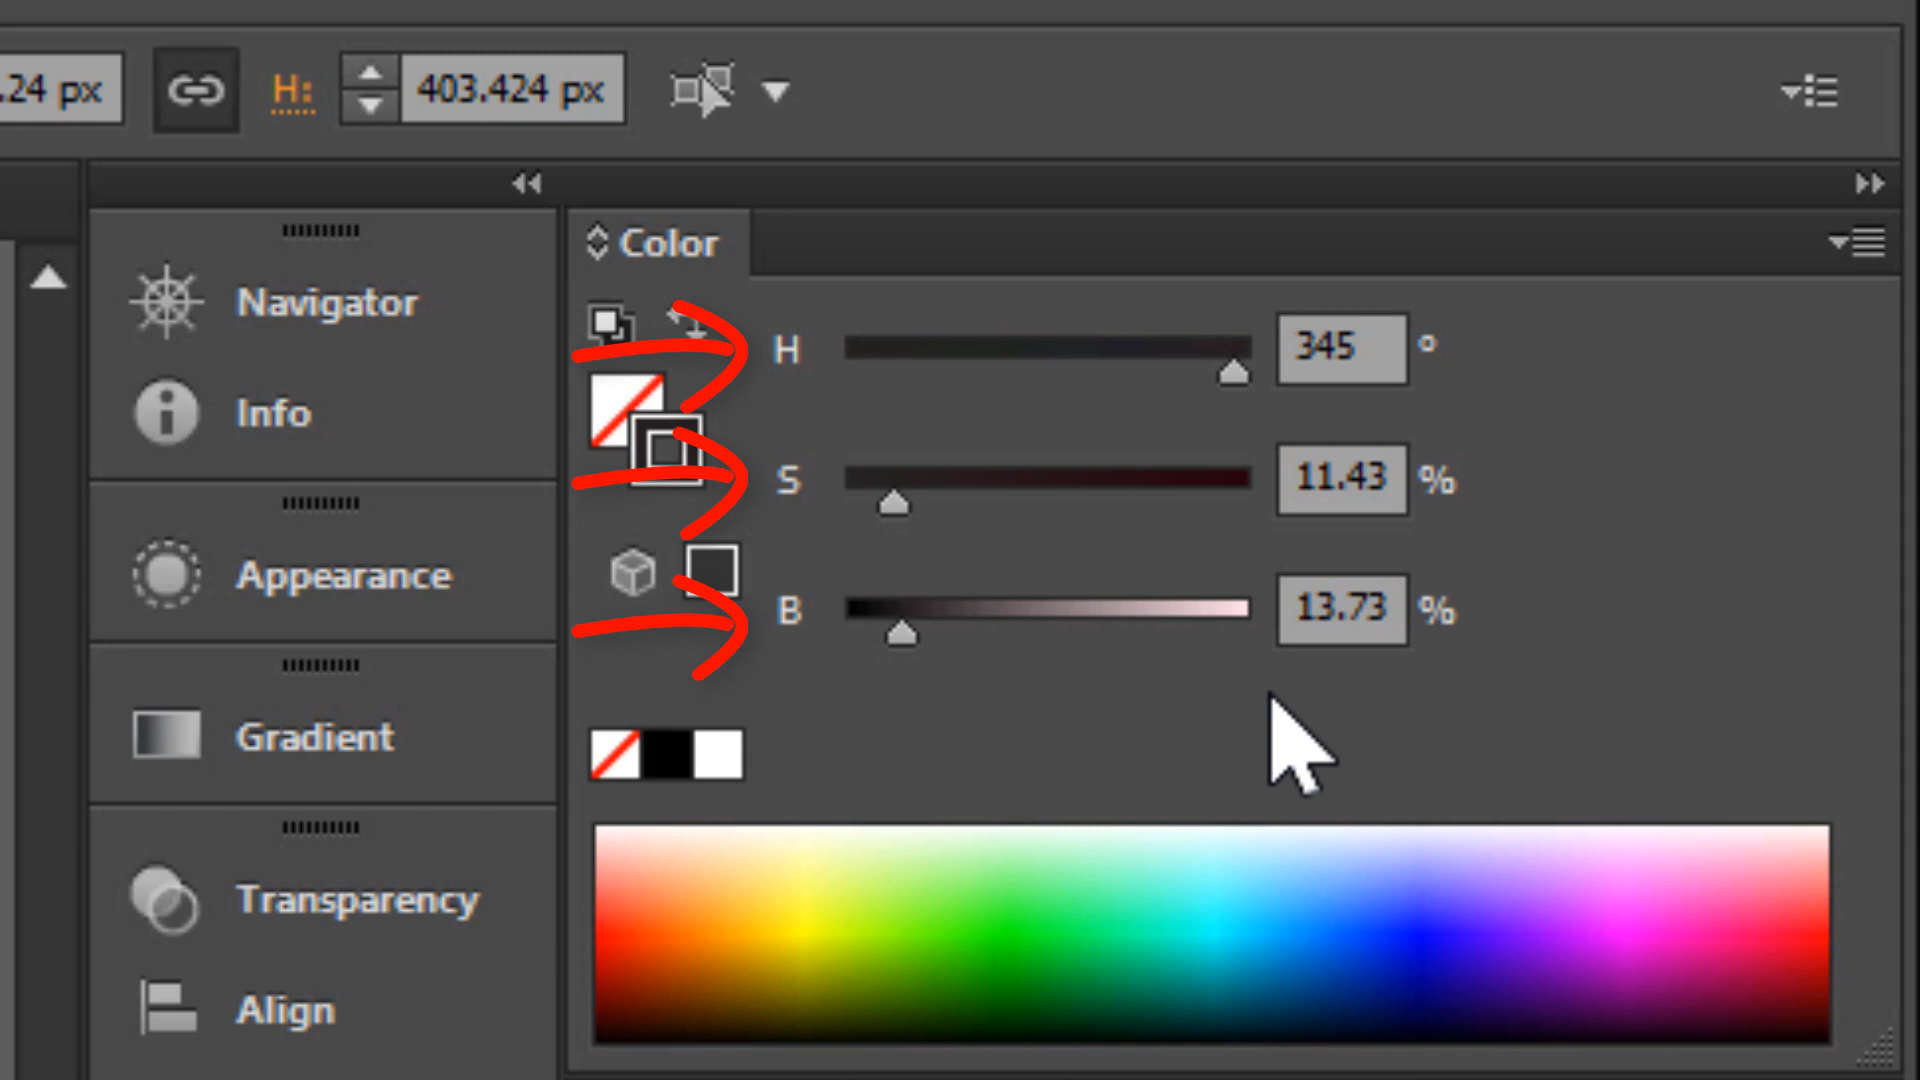 .24 px H: 403.424 px
Color
Navigator
Info
Appearance
Gradient
Transparency
Align
H 345 °
S 11.43 %
B 13.73 %